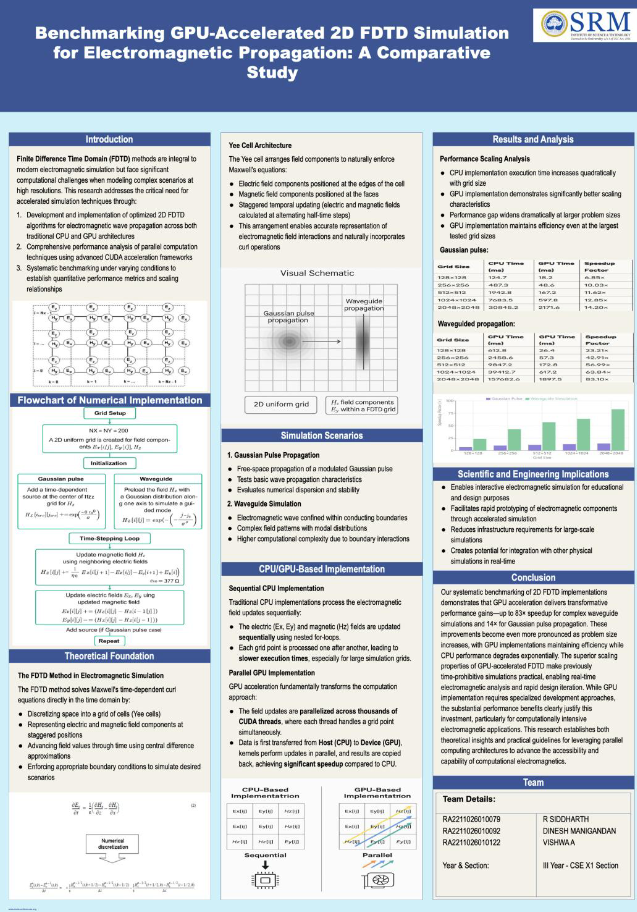 Benchmarking GPU-Accelerated 2D FDTD Simulation
for Electromagnetic Propagation: A Comparative
Study
SRM
Introduction
Finite Difference Time Domain (FDTD) methods are integral to
modern electromagnetic simulation but face significant
computational challenges when modeling complex scenarios at
high resolutions. This research addresses the critical need for
accelerated simulation techniques through:
1. Development and implementation of optimized 2D FDTD
algorithms for electromagnetic wave propagation across both
traditional CPU and GPU architectures
2. Comprehensive performance analysis of parallel computation
techniques using advanced CUDA acceleration frameworks
3. Systematic benchmarking under varying conditions to
establish quantitative performance metrics and scaling
relationships
Flowchart of Numerical Implementation
Grid Setup
NX = NY = 200
A 2D uniform grid is created for field compon-
ents
Initialization
Gaussian pulse
Add a time-dependent
source at the center of
grid for
Waveguide
Preload the field with
a Gaussian distribution alon-
g one axis to simulate a gui-
ded mode
Time-Stepping Loop
Update magnetic field
using neighboring electric fields
Update electric fields
using
updated magnetic field
Add source (if Gaussian pulse case)
Repeat
Theoretical Foundation
The FDTD Method in Electromagnetic Simulation
The FDTD method solves Maxwell's time-dependent curl
equations directly in the time domain by:
● Discretizing space into a grid of cells (Yee cells)
● Representing electric and magnetic field components at
staggered positions
● Advancing field values through time using central difference
approximations
● Enforcing appropriate boundary conditions to simulate desired
scenarios
Numerical
discretization
Yee Cell Architecture
The Yee cell arranges field components to naturally enforce
Maxwell's equations:
● Electric field components positioned at the edges of the cell
● Magnetic field components positioned at the faces
● Staggered temporal updating (electric and magnetic fields
calculated at alternating half-time steps)
● This arrangement enables accurate representation of
electromagnetic field interactions and naturally incorporates
curl operations
Visual Schematic
Gaussian pulse
propagation
Waveguide
propagation
2D uniform grid
field components
within a FDTD grid
Simulation Scenarios
1. Gaussian Pulse Propagation
● Free-space propagation of a modulated Gaussian pulse
● Tests basic wave propagation characteristics
● Evaluates numerical dispersion and stability
2. Waveguide Simulation
● Electromagnetic wave confined within conducting boundaries
● Complex field patterns with modal distributions
● Higher computational complexity due to boundary interactions
CPU/GPU-Based Implementation
Sequential CPU Implementation
Traditional CPU implementations process the electromagnetic
field updates sequentially:
● The electric (Ex, Ey) and magnetic (Hz) fields are updated
sequentially using nested for-loops.
● Each grid point is processed one after another, leading to
slower execution times, especially for large simulation grids.
Parallel GPU Implementation
GPU acceleration fundamentally transforms the computation
approach:
● The field updates are parallelized across thousands of
CUDA threads, where each thread handles a grid point
simultaneously.
● Data is first transferred from Host (CPU) to Device (GPU),
kernels perform updates in parallel, and results are copied
back, achieving significant speedup compared to CPU.
CPU-Based
GPU-Based
Sequential
Parallel
Results and Analysis
Performance Scaling Analysis
● CPU implementation execution time increases quadratically
with grid size
● GPU implementation demonstrates significantly better scaling
characteristics
● Performance gap widens dramatically at larger problem sizes
● GPU implementation maintains efficiency even at the largest
tested grid sizes
Gaussian pulse:
Grid Size CPU Time (ms) GPU Time (ms) Speedup Factor
128×128 124.7 18.2 6.85×
256×256 487.3 48.6 10.03×
512×512 1942.8 167.2 11.62×
1024×1024 7683.5 597.8 12.85×
2048×2048 30845.2 2171.6 14.20×
Waveguided propagation:
Grid Size CPU Time (ms) GPU Time (ms) Speedup Factor
128×128 612.8 26.4 23.21×
256×256 2458.6 57.3 42.91×
512×512 9847.2 172.8 56.99×
1024×1024 39412.7 617.2 63.84×
2048×2048 157682.6 1897.5 83.10×
Scientific and Engineering Implications
● Enables interactive electromagnetic simulation for educational
and design purposes
● Facilitates rapid prototyping of electromagnetic components
through accelerated simulation
● Reduces infrastructure requirements for large-scale
simulations
● Creates potential for integration with other physical
simulations in real-time
Conclusion
Our systematic benchmarking of 2D FDTD implementations
demonstrates that GPU acceleration delivers transformative
performance gains—up to 83× speedup for complex waveguide
simulations and 14× for Gaussian propagation. These
improvements become even more pronounced as problem size
increases, with GPU implementations maintaining efficiency while
CPU performance degrades exponentially. The superior scaling
properties of GPU-accelerated FDTD make previously
time-prohibitive simulations practical, enabling real-time
electromagnetic analysis and rapid design iteration. While GPU
implementation requires specialized development approaches,
the substantial performance benefits clearly justify this
investment, particularly for computationally intensive
electromagnetic applications. This research establishes both
theoretical insights and practical guidelines for leveraging parallel
computing architectures to advance the accessibility and
capability of computational electromagnetics.
Team
Team Details:
RA2211026010079 R SIDDHARTH
RA2211026010092 DINESH MANIGANDAN
RA2211026010122 VISHWA A
Year & Section: III Year - CSE X1 Section